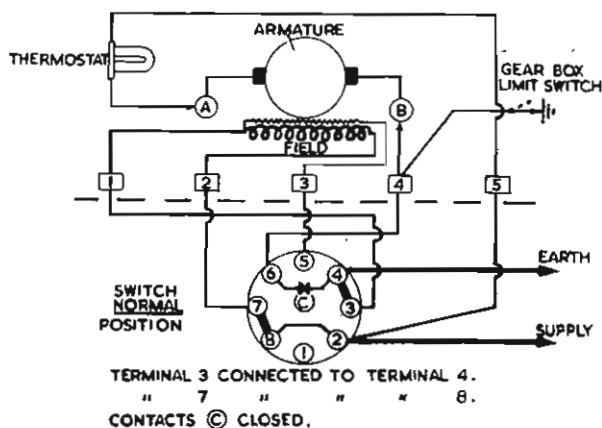 ARMATURE
THERMOSTAT
A
B
GEAR BOX
LIMIT SWITCH
FIELD
1 2 3 4 5
5
6 4
C
7 3
8 2
1
EARTH
SUPPLY
SWITCH
NORMAL
POSITION
TERMINAL 3 CONNECTED TO TERMINAL 4.
" 7 " " " 8.
CONTACTS C CLOSED.